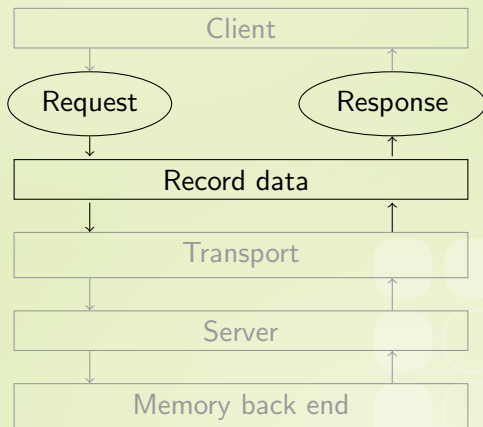 Client
Request
Response
Record data
Transport
Server
Memory back end